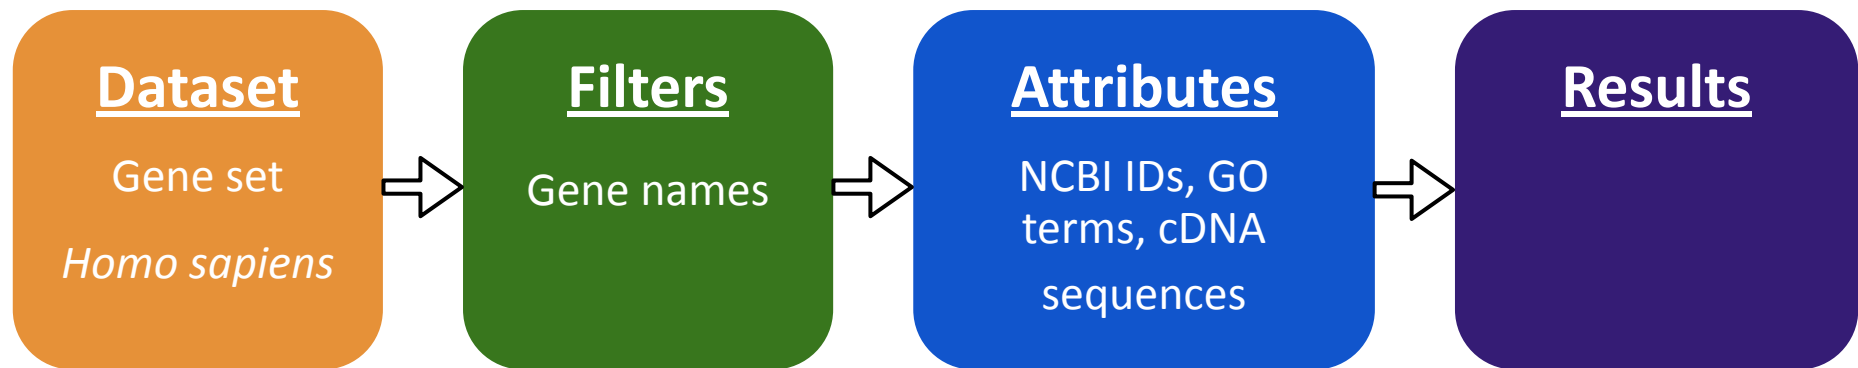 Dataset
Gene set
Homo sapiens
Filters
Gene names
Attributes
NCBI IDs, GO
terms, cDNA
sequences
Results